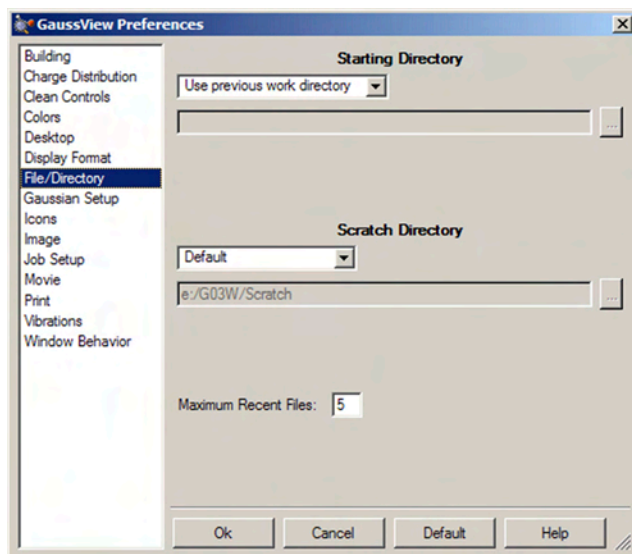 GaussView Preferences
Building
Charge Distribution
Clean Controls
Colors
Desktop
Display Format
File/Directory
Gaussian Setup
Icons
Image
Job Setup
Movie
Print
Vibrations
Window Behavior
Starting Directory
Use previous work directory
...
Scratch Directory
Default
e:/G03W/Scratch
...
Maximum Recent Files: 5
Ok Cancel Default Help